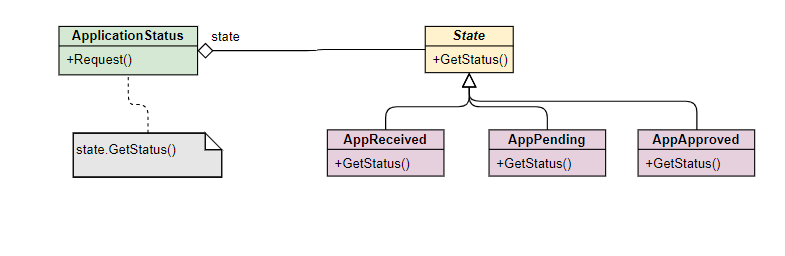 ApplicationStatus
+Request()
state
State
+GetStatus()
state.GetStatus()
AppReceived
+GetStatus()
AppPending
+GetStatus()
AppApproved
+GetStatus()